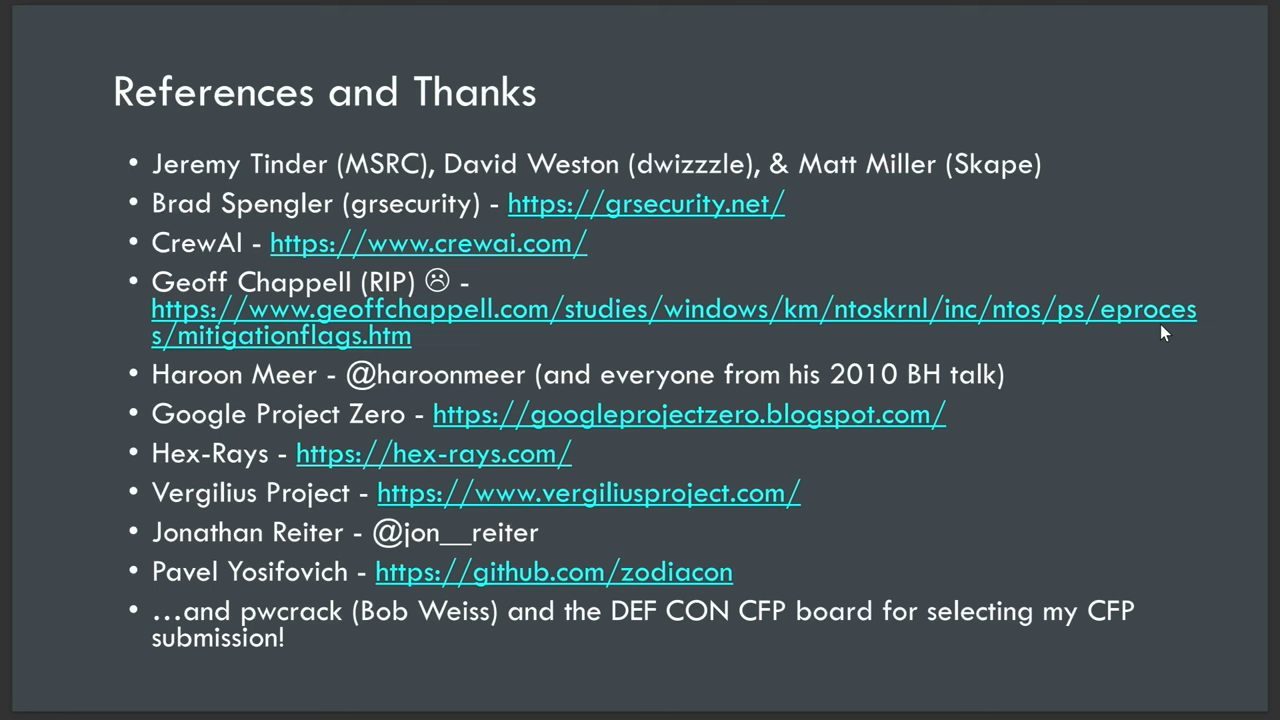 References and Thanks
• Jeremy Tinder (MSRC), David Weston (dwizzzle), & Matt Miller (Skape)
• Brad Spengler (grsecurity) - https://grsecurity.net/
• CrewAI - https://www.crewai.com/
• Geoff Chappell (RIP) ☹ -
https://www.geoffchappell.com/studies/windows/km/ntoskrnl/inc/ntos/ps/eproces
s/mitigationflags.htm
• Haroon Meer - @haroonmeer (and everyone from his 2010 BH talk)
• Google Project Zero - https://googleprojectzero.blogspot.com/
• Hex-Rays - https://hex-rays.com/
• Vergilius Project - https://www.vergiliusproject.com/
• Jonathan Reiter - @jon__reiter
• Pavel Yosifovich - https://github.com/zodiacon
• …and pwcrack (Bob Weiss) and the DEF CON CFP board for selecting my CFP
submission!